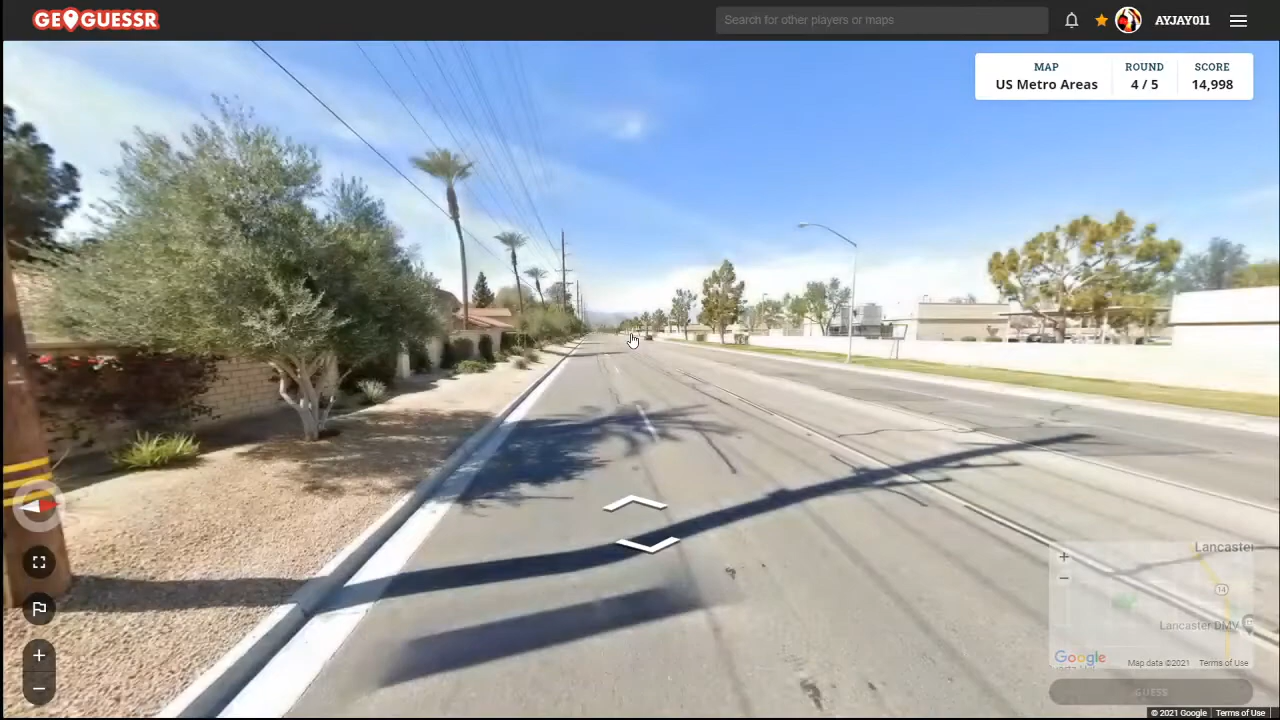 GEOGUESSR
Search for other players or maps
AYJAY011
MAP
ROUND
SCORE
US Metro Areas
4 / 5
14,998
Lancaster
14
Lancaster DMV
Google
Map data ©2021
Terms of Use
GUESS
© 2021 Google
Terms of Use